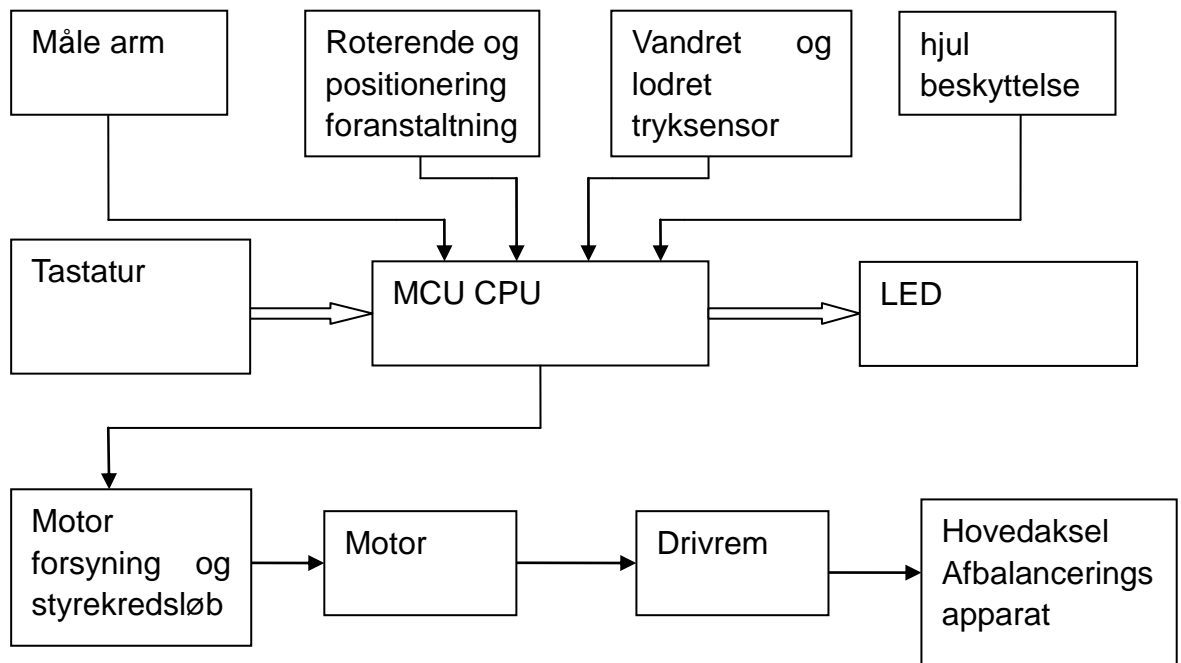 Måle arm
Roterende og
positionering
foranstaltning
Vandret og
lodret
tryksensor
hjul
beskyttelse
Tastatur
MCU CPU
LED
Motor
forsyning og
styrekredsløb
Motor
Drivrem
Hovedaksel
Afbalancerings
apparat